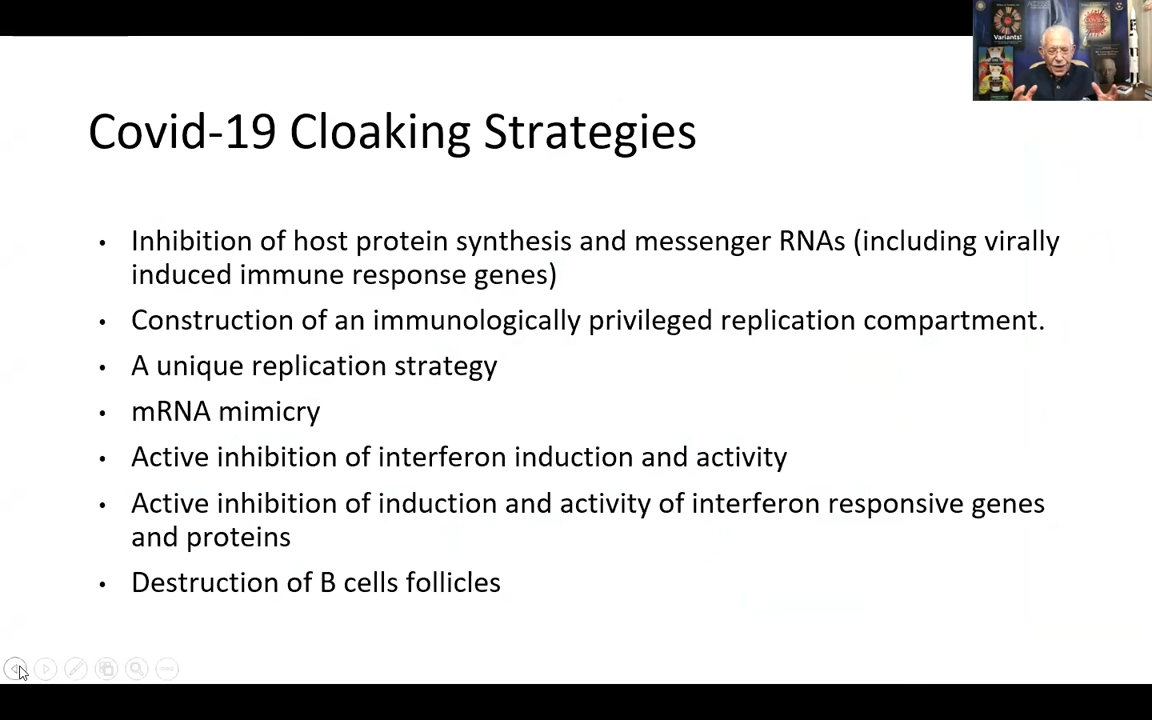 Variants!
Covid-19 Cloaking Strategies
• Inhibition of host protein synthesis and messenger RNAs (including virally
induced immune response genes)
• Construction of an immunologically privileged replication compartment.
• A unique replication strategy
• mRNA mimicry
• Active inhibition of interferon induction and activity
• Active inhibition of induction and activity of interferon responsive genes
and proteins
• Destruction of B cells follicles